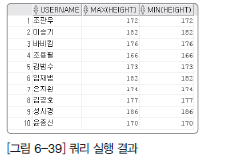 USERNAME MAX(HEIGHT) MIN(HEIGHT)
1 조관우 172 172
2 이승기 182 182
3 바비킴 176 176
4 조용필 166 166
5 김범수 173 173
6 임재범 182 182
7 은지원 174 174
8 김경호 177 177
9 성시경 186 186
10 윤종신 170 170
[그림 6-39] 쿼리 실행 결과